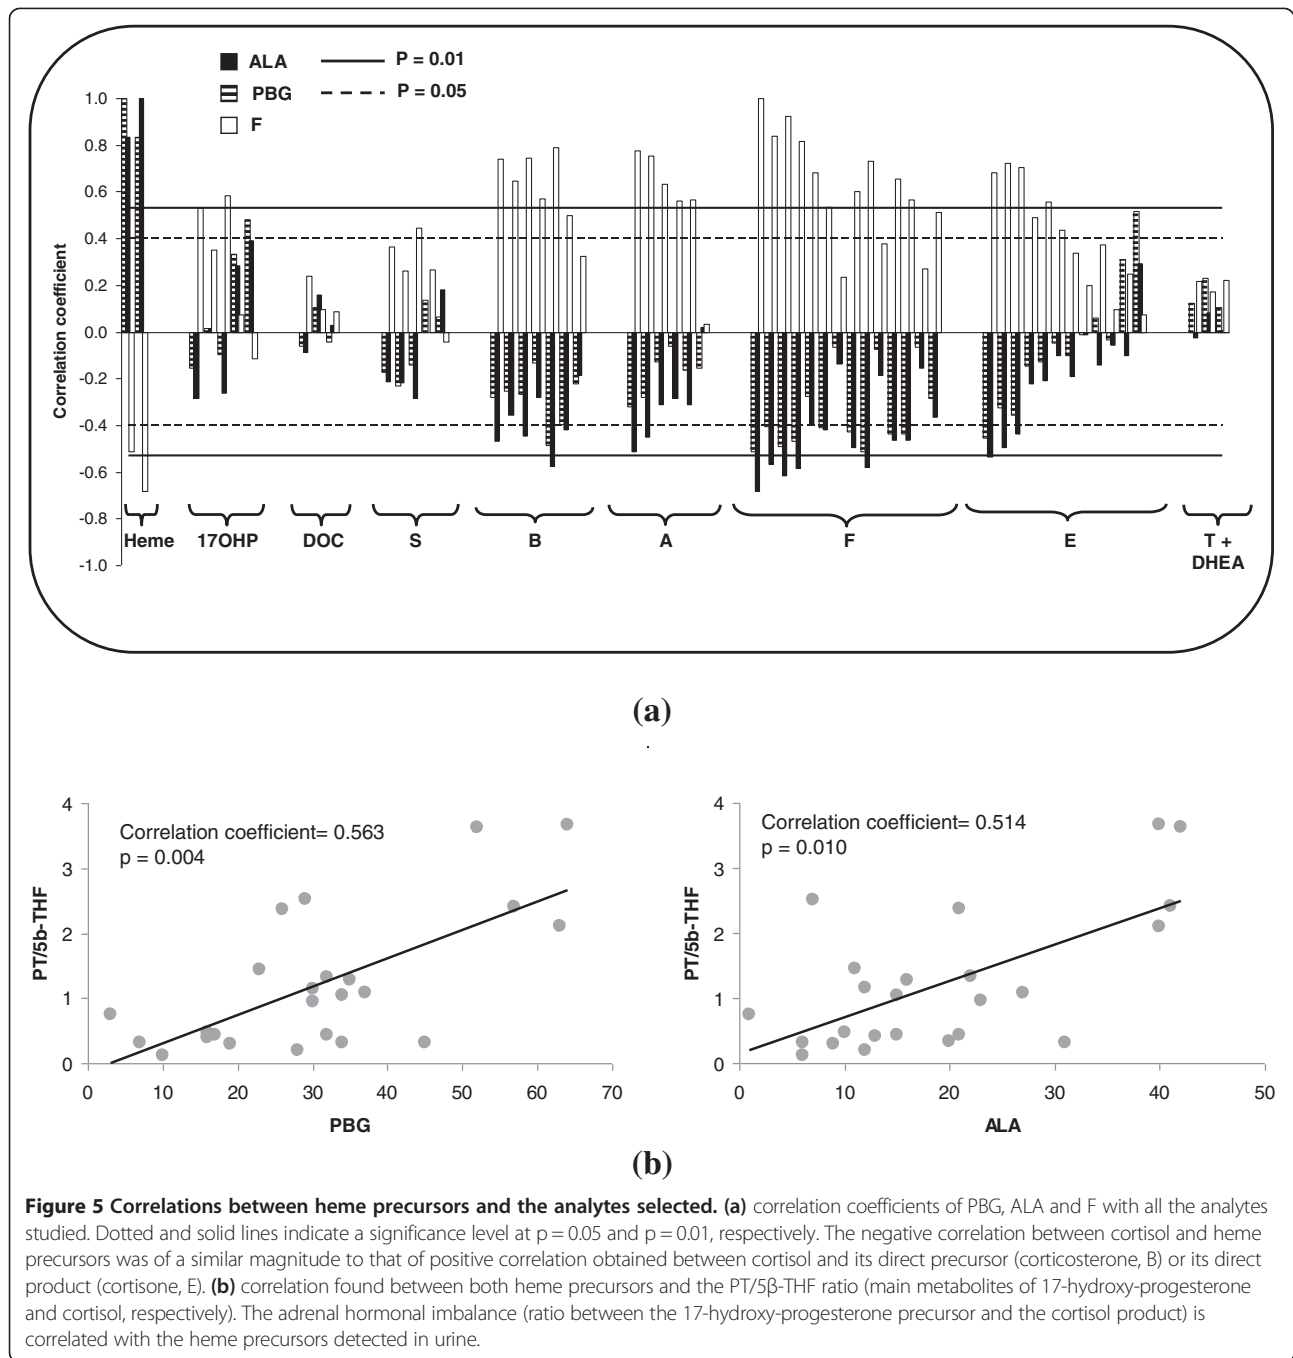 ALA P = 0.01
PBG P = 0.05
F
1.0
0.8
0.6
0.4
0.2
0.0
-0.2
-0.4
-0.6
-0.8
-1.0
Correlation coefficient
Heme 17OHP DOC S B A F E T +
DHEA
(a)
4
3
2
1
0
PT/5b-THF
Correlation coefficient= 0.563
p = 0.004
0 10 20 30 40 50 60 70
PBG
4
3
2
1
0
PT/5b-THF
Correlation coefficient= 0.514
p = 0.010
0 10 20 30 40 50
ALA
(b)
Figure 5 Correlations between heme precursors and the analytes selected. (a) correlation coefficients of PBG, ALA and F with all the analytes
studied. Dotted and solid lines indicate a significance level at p = 0.05 and p = 0.01, respectively. The negative correlation between cortisol and heme
precursors was of a similar magnitude to that of positive correlation obtained between cortisol and its direct precursor (corticosterone, B) or its direct
product (cortisone, E). (b) correlation found between both heme precursors and the PT/5β-THF ratio (main metabolites of 17-hydroxy-progesterone
and cortisol, respectively). The adrenal hormonal imbalance (ratio between the 17-hydroxy-progesterone precursor and the cortisol product) is
correlated with the heme precursors detected in urine.